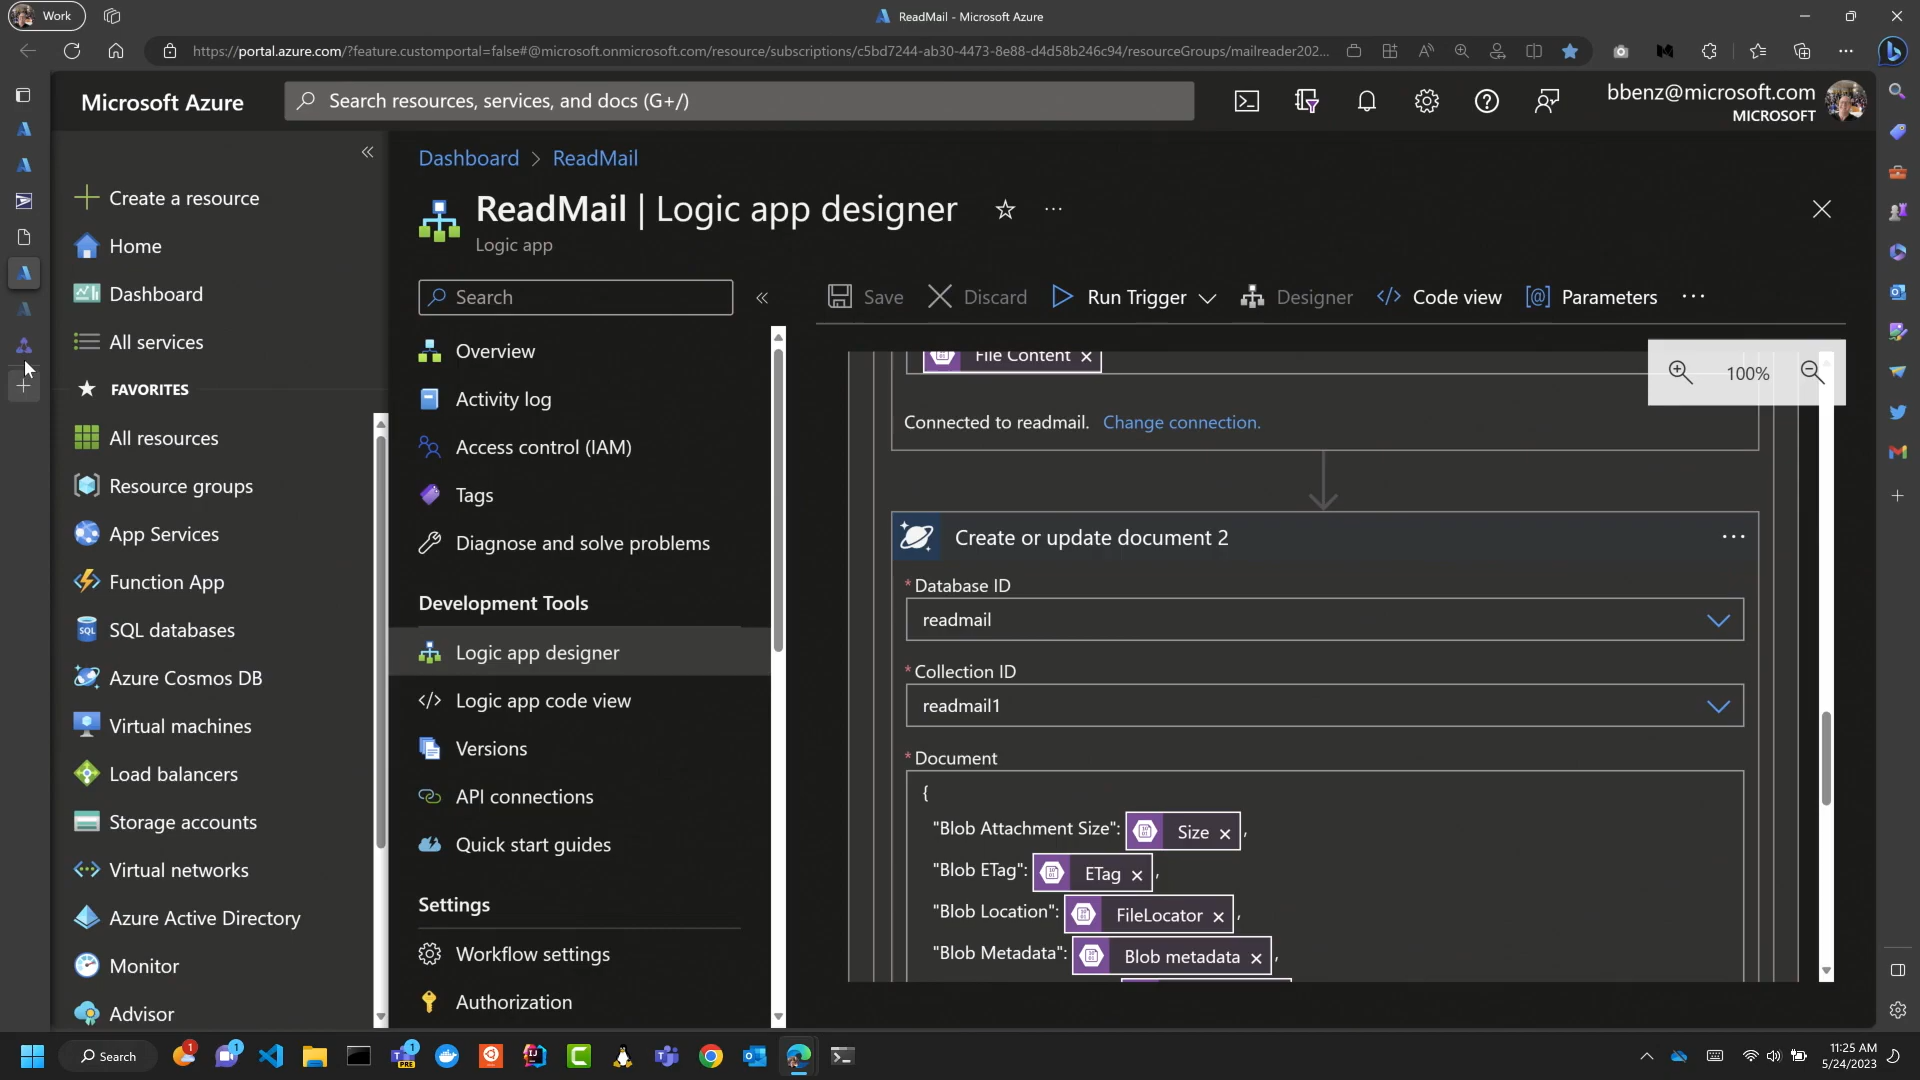 Work
ReadMail - Microsoft Azure
https://portal.azure.com/?feature.customportal=false#@microsoft.onmicrosoft.com/resource/subscriptions/c5bd7244-ab30-4473-8e88-d4d58b246c94/resourceGroups/mailreader202...
Microsoft Azure
Search resources, services, and docs (G+/)
bbenz@microsoft.com
MICROSOFT
Create a resource
Home
Dashboard
All services
FAVORITES
All resources
Resource groups
App Services
Function App
SQL databases
Azure Cosmos DB
Virtual machines
Load balancers
Storage accounts
Virtual networks
Azure Active Directory
Monitor
Advisor
Dashboard > ReadMail
ReadMail | Logic app designer
Logic app
Search
Overview
Activity log
Access control (IAM)
Tags
Diagnose and solve problems
Development Tools
Logic app designer
Logic app code view
Versions
API connections
Quick start guides
Settings
Workflow settings
Authorization
Save
Discard
Run Trigger
Designer
Code view
Parameters
File Content
100%
Connected to readmail. Change connection.
Create or update document 2
* Database ID
readmail
* Collection ID
readmail1
* Document
{
"Blob Attachment Size": Size ,
"Blob ETag": ETag ,
"Blob Location": FileLocator ,
"Blob Metadata": Blob metadata ,
Search
1
1
1
PRE
11:25 AM
5/24/2023